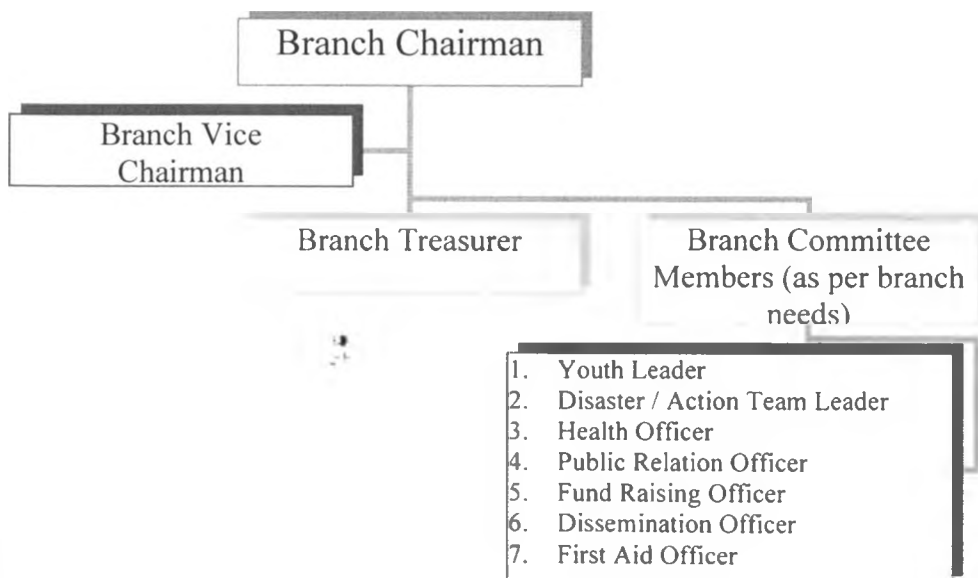 Branch Chairman
Branch Vice
Chairman
Branch Treasurer
Branch Committee
Members (as per branch
needs)
1. Youth Leader
2. Disaster / Action Team Leader
3. Health Officer
4. Public Relation Officer
5. Fund Raising Officer
6. Dissemination Officer
7. First Aid Officer